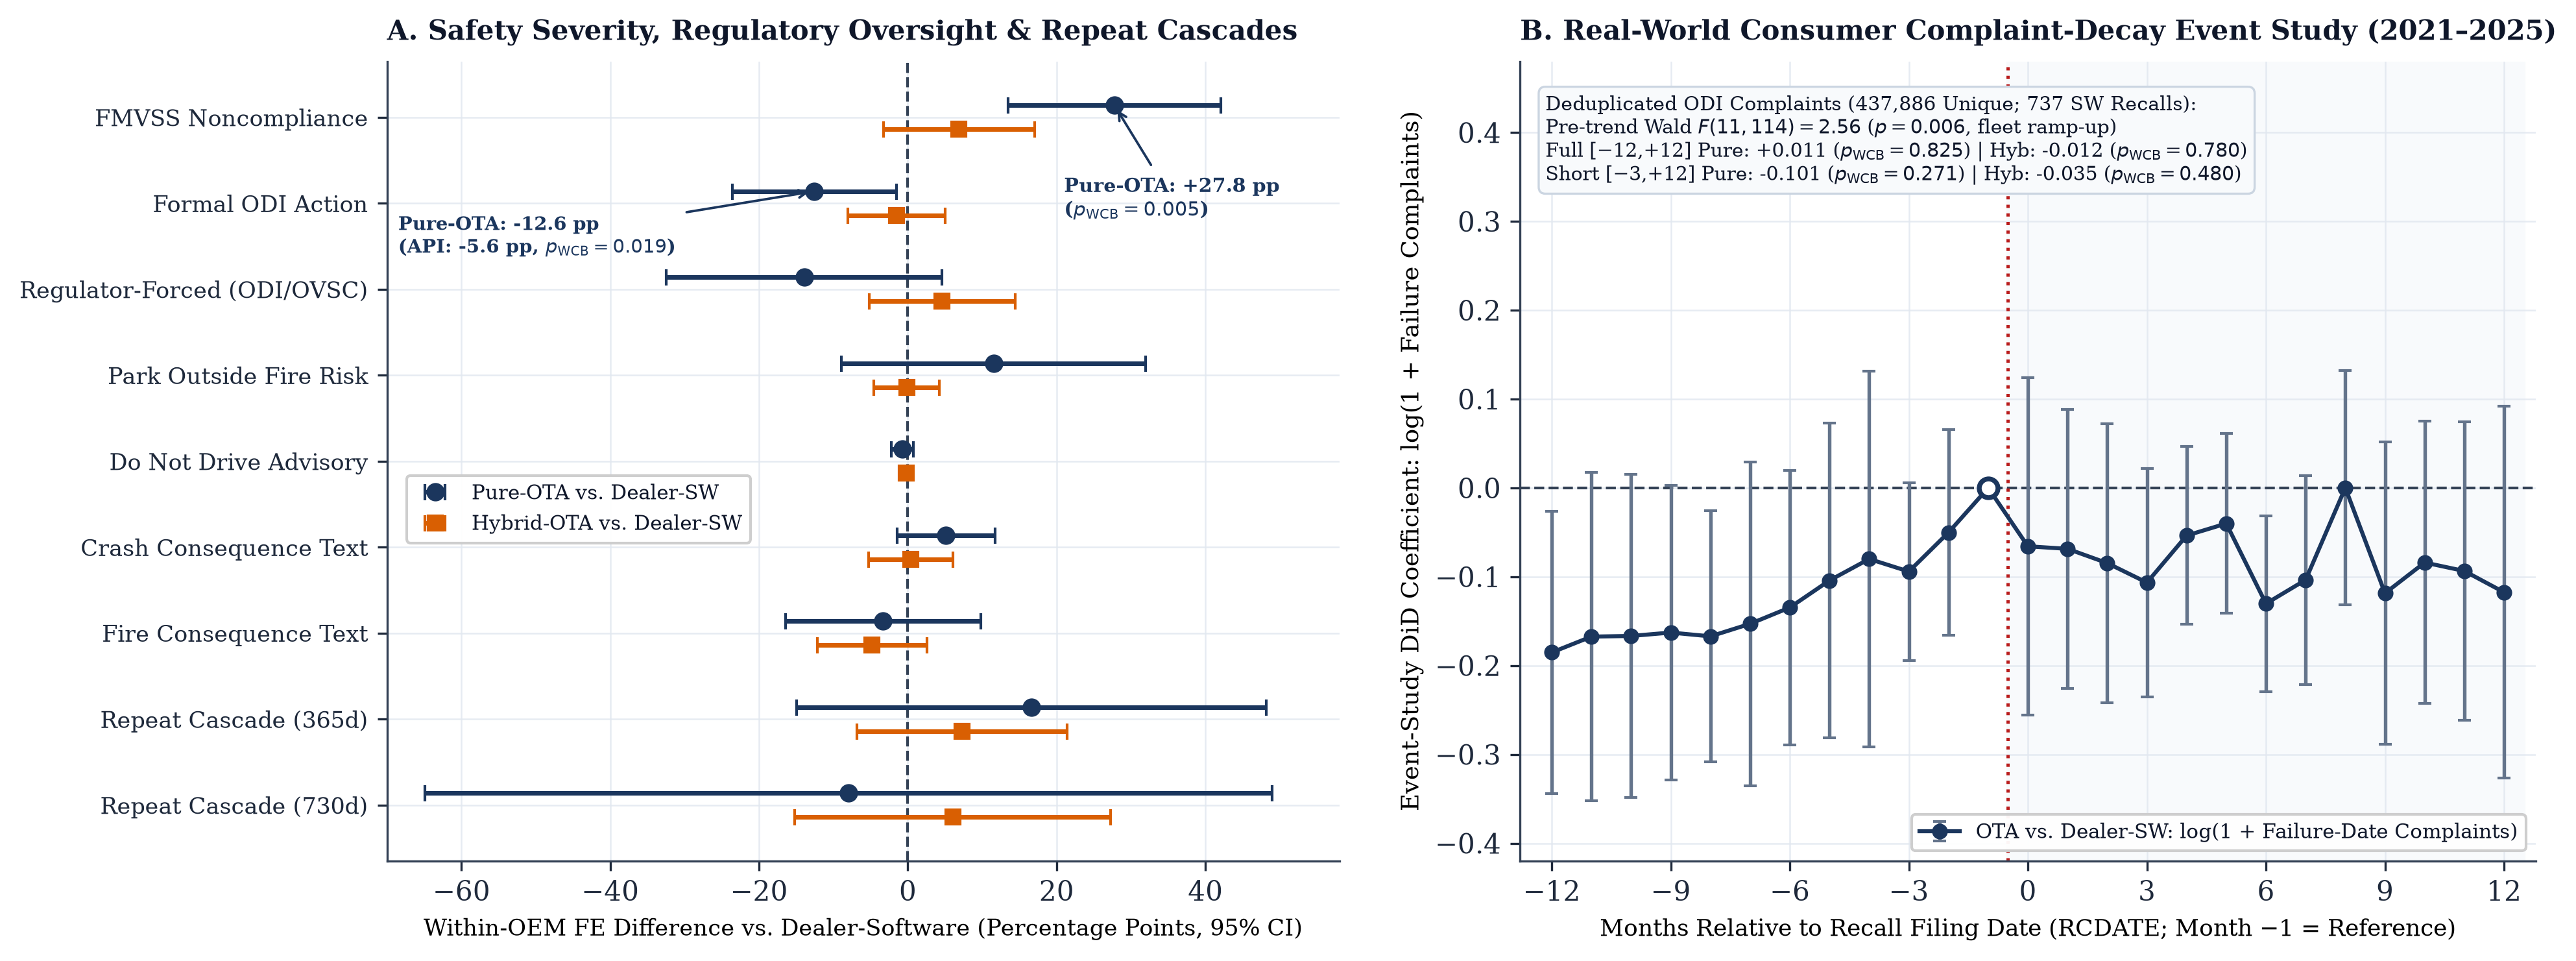 A. Safety Severity, Regulatory Oversight & Repeat Cascades
FMVSS Noncompliance
Formal ODI Action
Regulator-Forced (ODI/OVSC)
Park Outside Fire Risk
Do Not Drive Advisory
Crash Consequence Text
Fire Consequence Text
Repeat Cascade (365d)
Repeat Cascade (730d)
Pure-OTA: +27.8 pp
(pWCB = 0.005)
Pure-OTA: -12.6 pp
(API: -5.6 pp, pWCB = 0.019)
Pure-OTA vs. Dealer-SW
Hybrid-OTA vs. Dealer-SW
−60 −40 −20 0 20 40
Within-OEM FE Difference vs. Dealer-Software (Percentage Points, 95% CI)
B. Real-World Consumer Complaint-Decay Event Study (2021–2025)
Deduplicated ODI Complaints (437,886 Unique; 737 SW Recalls):
Pre-trend Wald F(11, 114) = 2.56 (p = 0.006, fleet ramp-up)
Full [−12,+12] Pure: +0.011 (pWCB = 0.825) | Hyb: -0.012 (pWCB = 0.780)
Short [−3,+12] Pure: -0.101 (pWCB = 0.271) | Hyb: -0.035 (pWCB = 0.480)
Event-Study DiD Coefficient: log(1 + Failure Complaints)
0.4
0.3
0.2
0.1
0.0
−0.1
−0.2
−0.3
−0.4
OTA vs. Dealer-SW: log(1 + Failure-Date Complaints)
−12 −9 −6 −3 0 3 6 9 12
Months Relative to Recall Filing Date (RCDATE; Month −1 = Reference)